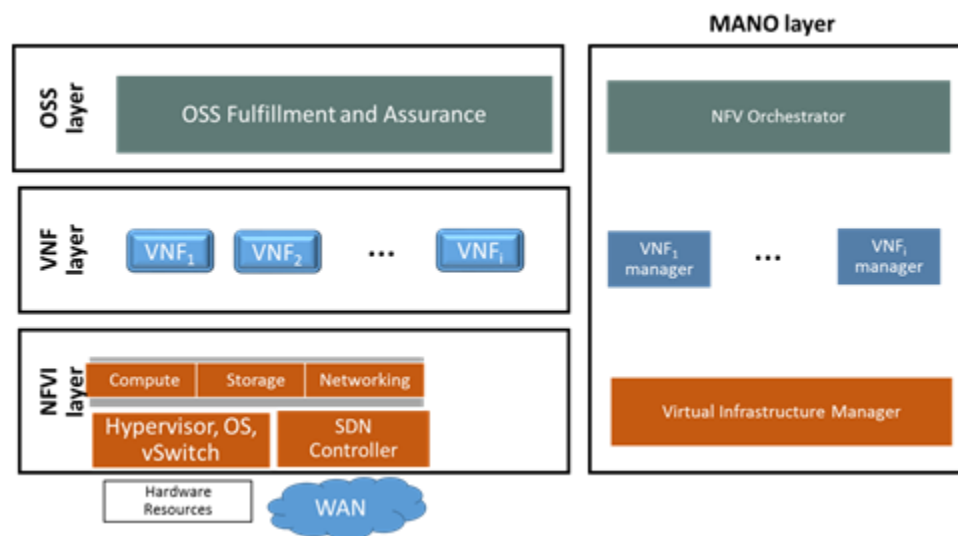 MANO layer
OSS
layer
OSS Fulfillment and Assurance
NFV Orchestrator
VNF
layer
VNF1
VNF2
...
VNFi
VNF1
manager
...
VNFi
manager
NFVI
layer
Compute
Storage
Networking
Hypervisor, OS,
vSwitch
SDN
Controller
Virtual Infrastructure Manager
Hardware
Resources
WAN